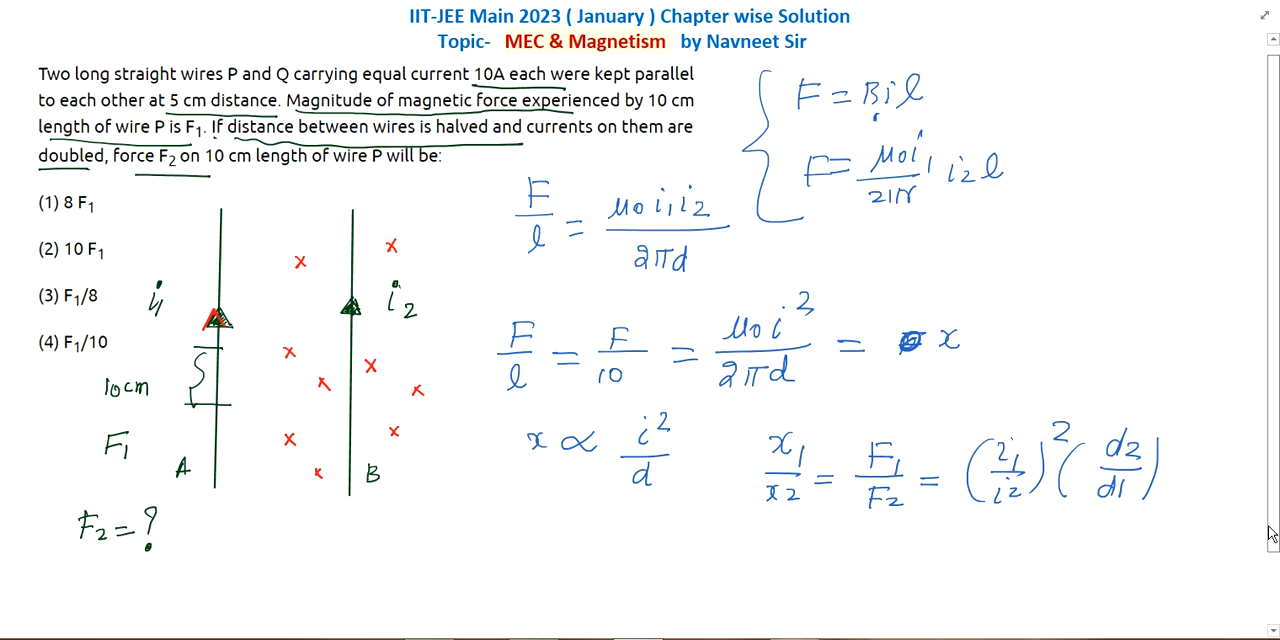 IIT-JEE Main 2023 ( January ) Chapter wise Solution
Topic- MEC & Magnetism by Navneet Sir
Two long straight wires P and Q carrying equal current 10A each were kept parallel
to each other at 5 cm distance. Magnitude of magnetic force experienced by 10 cm
length of wire P is F₁. If distance between wires is halved and currents on them are
doubled, force F₂ on 10 cm length of wire P will be:
(1) 8 F₁
(2) 10 F₁
(3) F₁/8
(4) F₁/10
i₁
i₂
10cm
F₁
A
B
F₂ = ?
F = Bil
F = μ₀i₁/2πr i₂l
F/l = μ₀i₁i₂/2πd
F/l = F/10 = μ₀i²/2πd = x
x ∝ i²/d
x₁/x₂ = F₁/F₂ = (i₁/i₂)² (d₂/d₁)